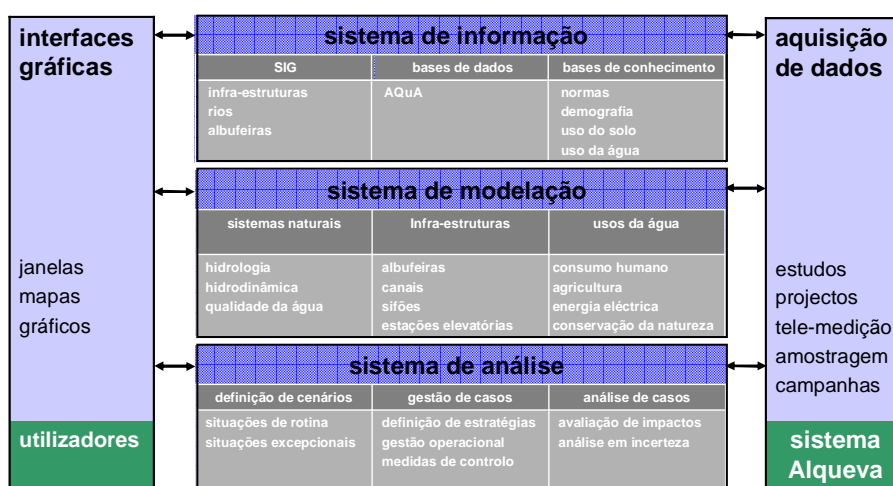 interfaces
gráficas
janelas
mapas
gráficos
utilizadores
sistema de informação
SIG
bases de dados
bases de conhecimento
infra-estruturas
rios
albufeiras
AQuA
normas
demografia
uso do solo
uso da água
sistema de modelação
sistemas naturais
Infra-estruturas
usos da água
hidrologia
hidrodinâmica
qualidade da água
albufeiras
canais
sifões
estações elevatórias
consumo humano
agricultura
energia eléctrica
conservação da natureza
sistema de análise
definição de cenários
gestão de casos
análise de casos
situações de rotina
situações excepcionais
definição de estratégias
gestão operacional
medidas de controlo
avaliação de impactos
análise em incerteza
aquisição
de dados
estudos
projectos
tele-medição
amostragem
campanhas
sistema
Alqueva